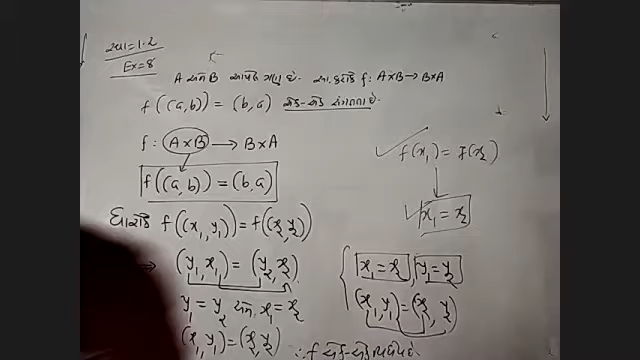 સ્વા=1.2
Ex=8
A અને B આપેલ ગણ છે. સા.કરોકે f: A×B → B×A
f((a,b)) = (b,a) એક-એક સંગતતા છે.
f: A×B → B×A
f((a,b)) = (b,a)
ધારોકે f((x₁,y₁)) = f((x₂,y₂))
(y₁,x₁) = (y₂,x₂)
y₁ = y₂ અને x₁ = x₂
(x₁,y₁) = (x₂,y₂)
f(x₁) = f(x₂)
x₁ = x₂
x₁ = x₂, y₁ = y₂
(x₁,y₁) = (x₂,y₂)
∴ f એક-એક